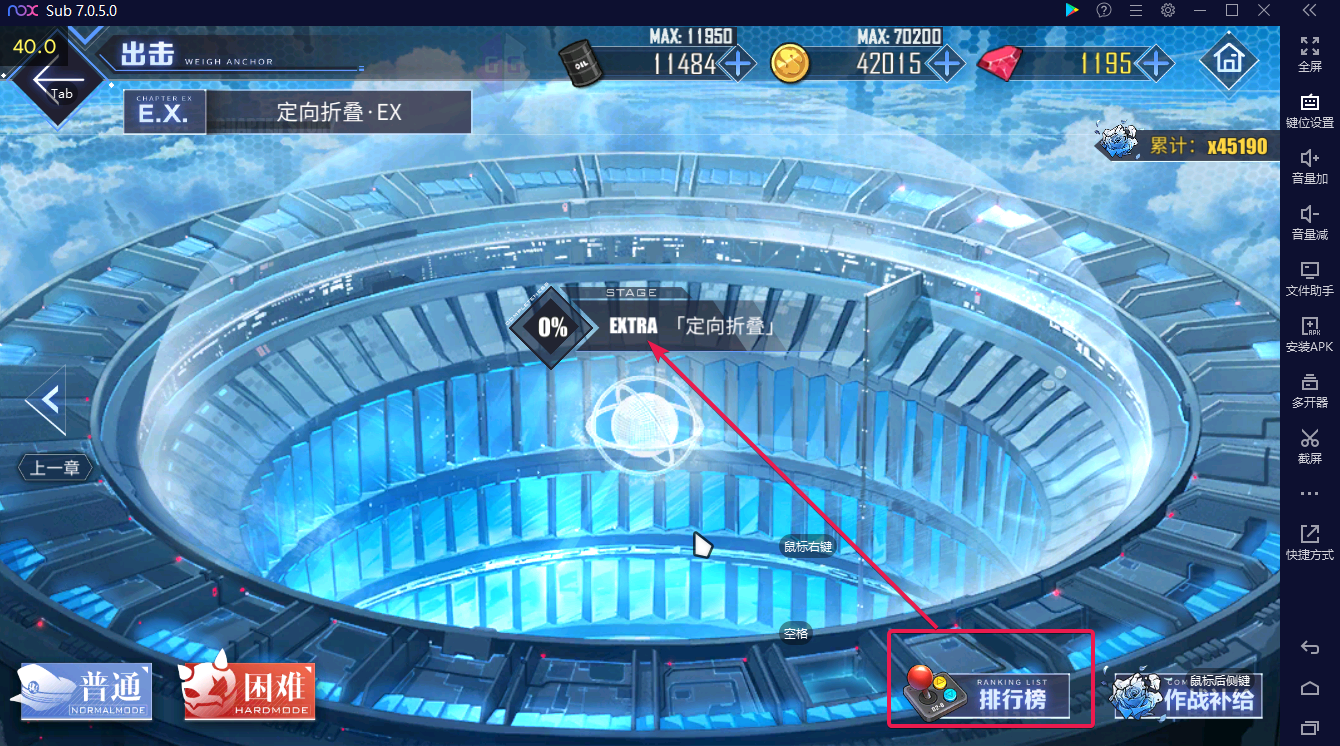 nox Sub 7.0.5.0
40.0
Tab
出击 WEIGH ANCHOR
MAX: 11950
11484
MAX: 70200
42015
1195
CHAPTER EX
E.X.
定向折叠·EX
累计: x45190
STAGE
0% EXTRA 「定向折叠」
上一章
鼠标右键
空格
普通
NORMALMODE
困难
HARDMODE
RANKING LIST
排行榜
鼠标后侧键
作战补给
全屏
键位设置
音量加
音量减
文件助手
安装APK
多开器
截屏
快捷方式